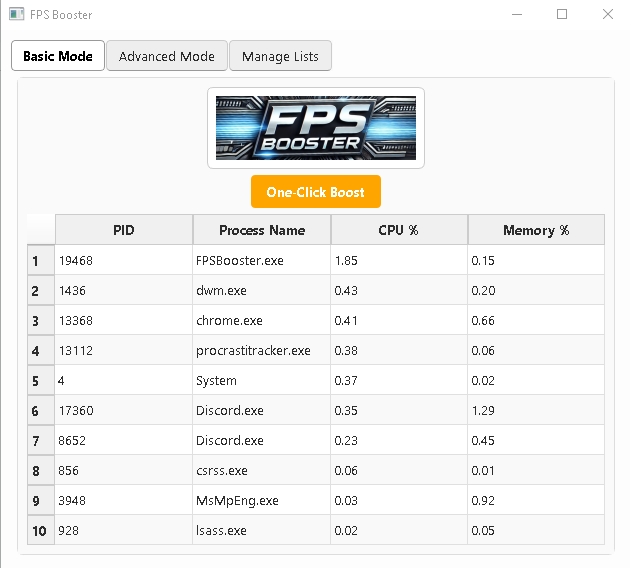 FPS Booster
Basic Mode Advanced Mode Manage Lists
FPS
BOOSTER
One-Click Boost
PID Process Name CPU % Memory %
1 19468 FPSBooster.exe 1.85 0.15
2 1436 dwm.exe 0.43 0.20
3 13368 chrome.exe 0.41 0.66
4 13112 procrastitracker.exe 0.38 0.06
5 4 System 0.37 0.02
6 17360 Discord.exe 0.35 1.29
7 8652 Discord.exe 0.23 0.45
8 856 csrss.exe 0.06 0.01
9 3948 MsMpEng.exe 0.03 0.92
10 928 lsass.exe 0.02 0.05